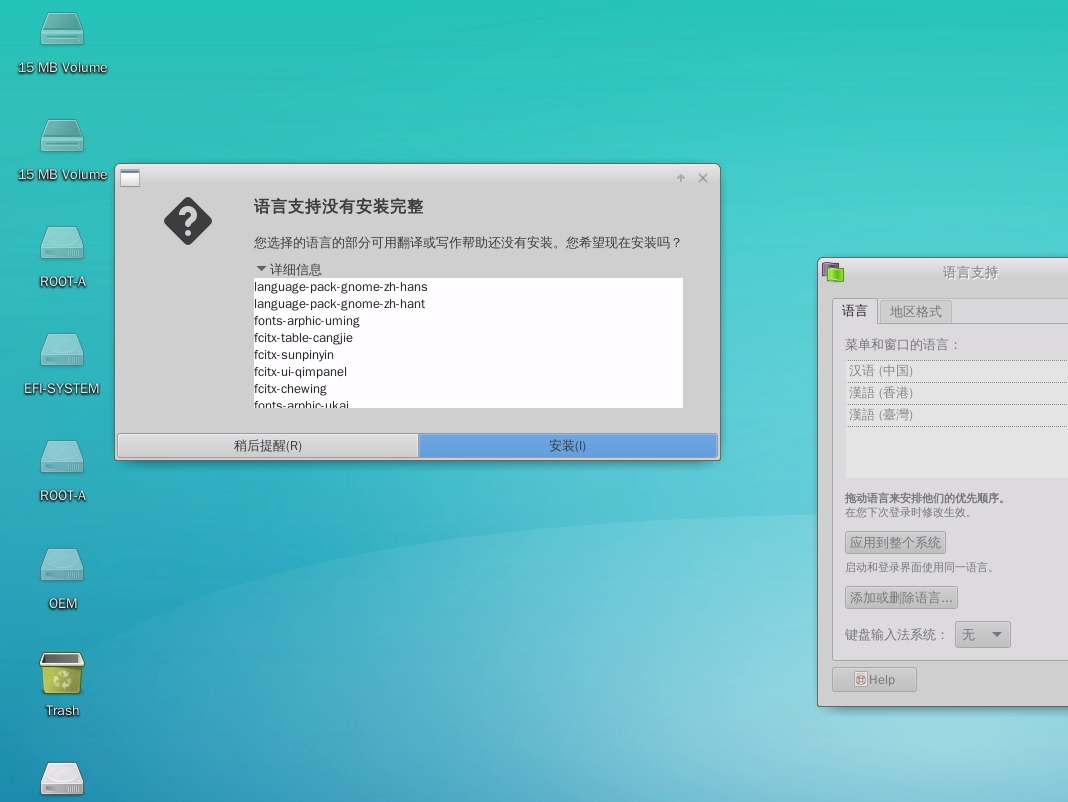 15 MB Volume
15 MB Volume
ROOT-A
EFI-SYSTEM
ROOT-A
OEM
Trash
语言支持没有安装完整
您选择的语言的部分可用翻译或写作帮助还没有安装。您希望现在安装吗？
详细信息
language-pack-gnome-zh-hans
language-pack-gnome-zh-hant
fonts-arphic-uming
fcitx-table-cangjie
fcitx-sunpinyin
fcitx-ui-qimpanel
fcitx-chewing
fonts-arphic-ukai
稍后提醒(R)
安装(I)
语言支持
语言
地区格式
菜单和窗口的语言：
汉语 (中国)
漢語 (香港)
漢語 (臺灣)
拖动语言来安排他们的优先顺序。
在您下次登录时修改生效。
应用到整个系统
启动和登录界面使用同一语言。
添加或删除语言...
键盘输入法系统：
无
Help